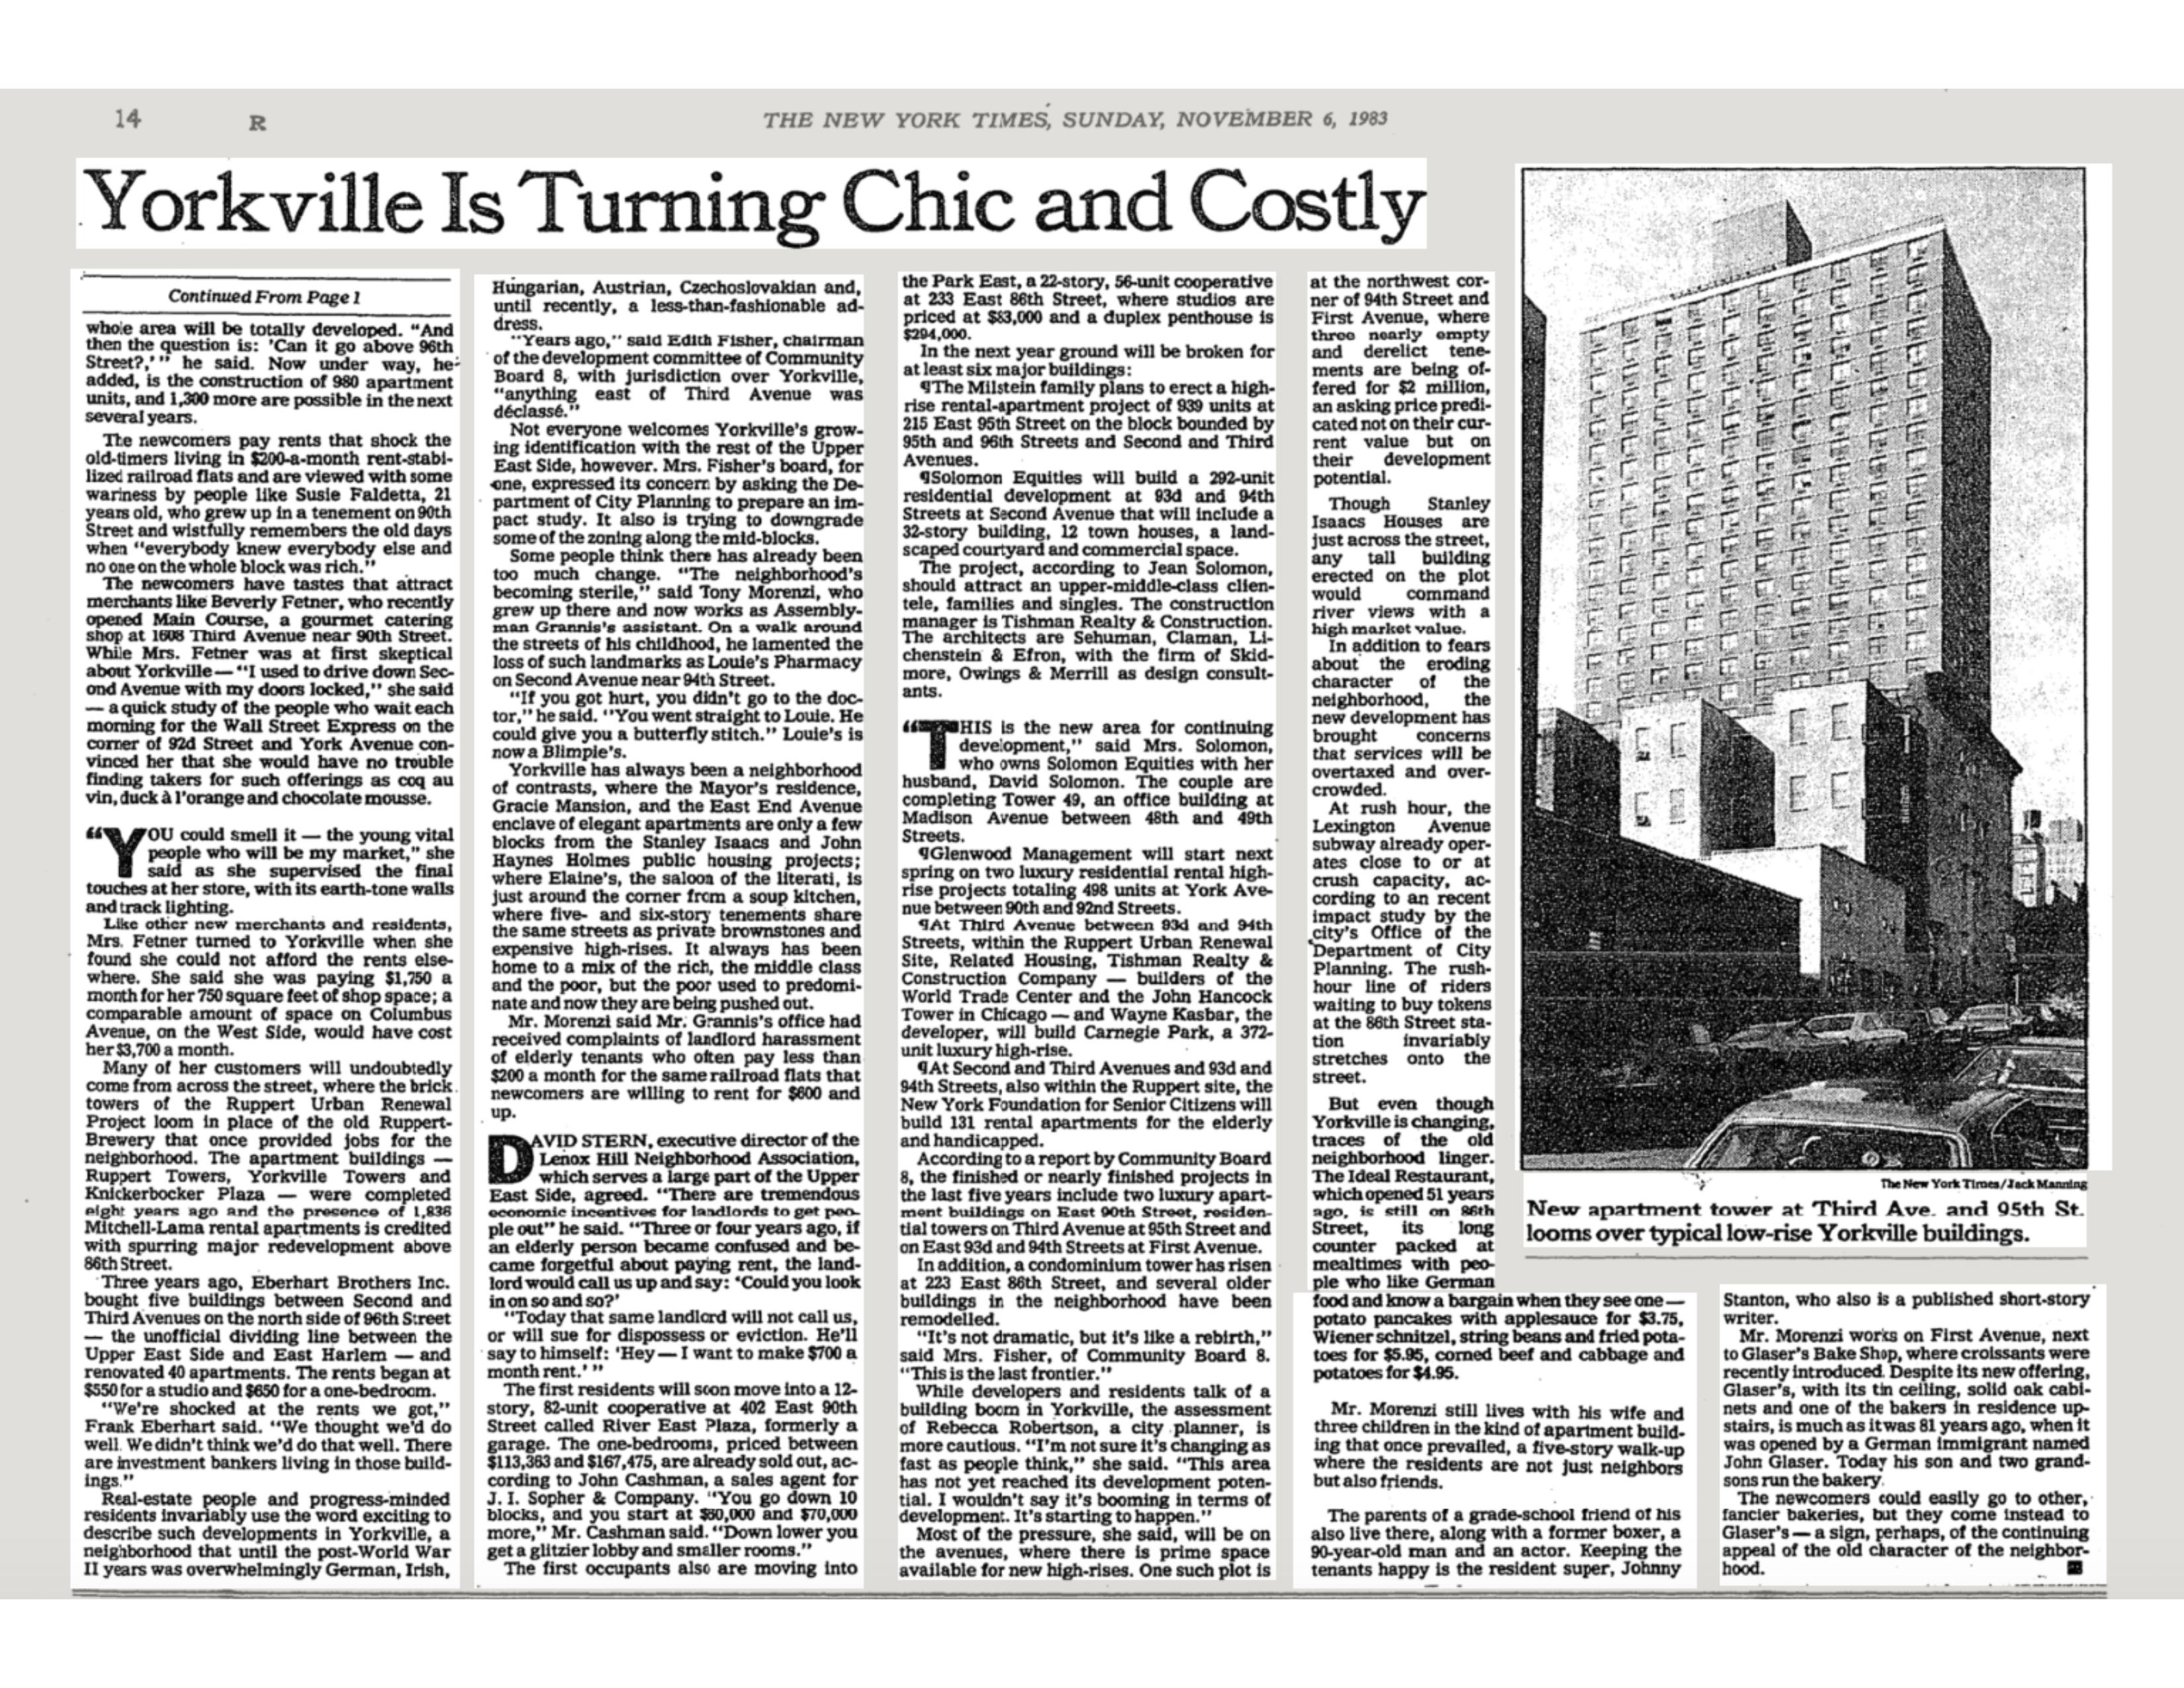 14
R
THE NEW YORK TIMES, SUNDAY, NOVEMBER 6, 1983
Yorkville Is Turning Chic and Costly
Continued From Page 1
whole area will be totally developed. “And
then the question is: ‘Can it go above 96th
Street?,’ ” he said. Now under way, he
added, is the construction of 980 apartment
units, and 1,300 more are possible in the next
several years.
The newcomers pay rents that shock the
old-timers living in $200-a-month rent-stabi-
lized railroad flats and are viewed with some
wariness by people like Susie Faldetta, 21
years old, who grew up in a tenement on 90th
Street and wistfully remembers the old days
when “everybody knew everybody else and
no one on the whole block was rich.”
The newcomers have tastes that attract
merchants like Beverly Fetner, who recently
opened Main Course, a gourmet catering
shop at 1608 Third Avenue near 90th Street.
While Mrs. Fetner was at first skeptical
about Yorkville — “I used to drive down Sec-
ond Avenue with my doors locked,” she said
— a quick study of the people who wait each
morning for the Wall Street Express on the
corner of 92d Street and York Avenue con-
vinced her that she would have no trouble
finding takers for such offerings as coq au
vin, duck à l'orange and chocolate mousse.
“YOU could smell it — the young vital
people who will be my market,” she
said as she supervised the final
touches at her store, with its earth-tone walls
and track lighting.
Like other new merchants and residents,
Mrs. Fetner turned to Yorkville when she
found she could not afford the rents else-
where. She said she was paying $1,750 a
month for her 750 square feet of shop space; a
comparable amount of space on Columbus
Avenue, on the West Side, would have cost
her $3,700 a month.
Many of her customers will undoubtedly
come from across the street, where the brick
towers of the Ruppert Urban Renewal
Project loom in place of the old Ruppert-
Brewery that once provided jobs for the
neighborhood. The apartment buildings —
Ruppert Towers, Yorkville Towers and
Knickerbocker Plaza — were completed
eight years ago and the presence of 1,836
Mitchell-Lama rental apartments is credited
with spurring major redevelopment above
86th Street.
Three years ago, Eberhart Brothers Inc.
bought five buildings between Second and
Third Avenues on the north side of 96th Street
— the unofficial dividing line between the
Upper East Side and East Harlem — and
renovated 40 apartments. The rents began at
$550 for a studio and $650 for a one-bedroom.
“We're shocked at the rents we got,”
Frank Eberhart said. “We thought we'd do
well. We didn't think we'd do that well. There
are investment bankers living in those build-
ings.”
Real-estate people and progress-minded
residents invariably use the word exciting to
describe such developments in Yorkville, a
neighborhood that until the post-World War
II years was overwhelmingly German, Irish,
Hungarian, Austrian, Czechoslovakian and,
until recently, a less-than-fashionable ad-
dress.
“Years ago,” said Edith Fisher, chairman
of the development committee of Community
Board 8, with jurisdiction over Yorkville,
“anything east of Third Avenue was
déclassé.”
Not everyone welcomes Yorkville's grow-
ing identification with the rest of the Upper
East Side, however. Mrs. Fisher's board, for
one, expressed its concern by asking the De-
partment of City Planning to prepare an im-
pact study. It also is trying to downgrade
some of the zoning along the mid-blocks.
Some people think there has already been
too much change. “The neighborhood's
becoming sterile,” said Tony Morenzi, who
grew up there and now works as Assembly-
man Grannis's assistant. On a walk around
the streets of his childhood, he lamented the
loss of such landmarks as Louie's Pharmacy
on Second Avenue near 94th Street.
“If you got hurt, you didn't go to the doc-
tor,” he said. “You went straight to Louie. He
could give you a butterfly stitch.” Louie's is
now a Blimpie's.
Yorkville has always been a neighborhood
of contrasts, where the Mayor's residence,
Gracie Mansion, and the East End Avenue
enclave of elegant apartments are only a few
blocks from the Stanley Isaacs and John
Haynes Holmes public housing projects;
where Elaine's, the saloon of the literati, is
just around the corner from a soup kitchen,
where five- and six-story tenements share
the same streets as private brownstones and
expensive high-rises. It always has been
home to a mix of the rich, the middle class
and the poor, but the poor used to predomi-
nate and now they are being pushed out.
Mr. Morenzi said Mr. Grannis's office had
received complaints of landlord harassment
of elderly tenants who often pay less than
$200 a month for the same railroad flats that
newcomers are willing to rent for $600 and
up.
DAVID STERN, executive director of the
Lenox Hill Neighborhood Association,
which serves a large part of the Upper
East Side, agreed. “There are tremendous
economic incentives for landlords to get peo-
ple out” he said. “Three or four years ago, if
an elderly person became confused and be-
came forgetful about paying rent, the land-
lord would call us up and say: ‘Could you look
in on so and so?’
“Today that same landlord will not call us,
or will sue for dispossess or eviction. He'll
say to himself: ‘Hey — I want to make $700 a
month rent.’ ”
The first residents will soon move into a 12-
story, 82-unit cooperative at 402 East 90th
Street called River East Plaza, formerly a
garage. The one-bedrooms, priced between
$113,383 and $167,475, are already sold out, ac-
cording to John Cashman, a sales agent for
J. I. Sopher & Company. “You go down 10
blocks, and you start at $60,000 and $70,000
more,” Mr. Cashman said. “Down lower you
get a glitzier lobby and smaller rooms.”
The first occupants also are moving into
the Park East, a 22-story, 56-unit cooperative
at 233 East 86th Street, where studios are
priced at $83,000 and a duplex penthouse is
$294,000.
In the next year ground will be broken for
at least six major buildings:
¶The Milstein family plans to erect a high-
rise rental-apartment project of 939 units at
215 East 95th Street on the block bounded by
95th and 96th Streets and Second and Third
Avenues.
¶Solomon Equities will build a 292-unit
residential development at 93d and 94th
Streets at Second Avenue that will include a
32-story building, 12 town houses, a land-
scaped courtyard and commercial space.
The project, according to Jean Solomon,
should attract an upper-middle-class clien-
tele, families and singles. The construction
manager is Tishman Realty & Construction.
The architects are Sehuman, Claman, Li-
chenstein & Efron, with the firm of Skid-
more, Owings & Merrill as design consult-
ants.
“THIS is the new area for continuing
development,” said Mrs. Solomon,
who owns Solomon Equities with her
husband, David Solomon. The couple are
completing Tower 49, an office building at
Madison Avenue between 48th and 49th
Streets.
¶Glenwood Management will start next
spring on two luxury residential rental high-
rise projects totaling 498 units at York Ave-
nue between 90th and 92nd Streets.
¶At Third Avenue between 93d and 94th
Streets, within the Ruppert Urban Renewal
Site, Related Housing, Tishman Realty &
Construction Company — builders of the
World Trade Center and the John Hancock
Tower in Chicago — and Wayne Kasbar, the
developer, will build Carnegie Park, a 372-
unit luxury high-rise.
¶At Second and Third Avenues and 93d and
94th Streets, also within the Ruppert site, the
New York Foundation for Senior Citizens will
build 131 rental apartments for the elderly
and handicapped.
According to a report by Community Board
8, the finished or nearly finished projects in
the last five years include two luxury apart-
ment buildings on East 90th Street, residen-
tial towers on Third Avenue at 95th Street and
on East 93d and 94th Streets at First Avenue.
In addition, a condominium tower has risen
at 223 East 86th Street, and several older
buildings in the neighborhood have been
remodelled.
“It's not dramatic, but it's like a rebirth,”
said Mrs. Fisher, of Community Board 8.
“This is the last frontier.”
While developers and residents talk of a
building boom in Yorkville, the assessment
of Rebecca Robertson, a city planner, is
more cautious. “I'm not sure it's changing as
fast as people think,” she said. “This area
has not yet reached its development poten-
tial. I wouldn't say it's booming in terms of
development. It's starting to happen.”
Most of the pressure, she said, will be on
the avenues, where there is prime space
available for new high-rises. One such plot is
at the northwest cor-
ner of 94th Street and
First Avenue, where
three nearly empty
and derelict tene-
ments are being of-
fered for $2 million,
an asking price predi-
cated not on their cur-
rent value but on
their development
potential.
Though Stanley
Isaacs Houses are
just across the street,
any tall building
erected on the plot
would command
river views with a
high market value.
In addition to fears
about the eroding
character of the
neighborhood, the
new development has
brought concerns
that services will be
overtaxed and over-
crowded.
At rush hour, the
Lexington Avenue
subway already oper-
ates close to or at
crush capacity, ac-
cording to an recent
impact study by the
city's Office of the
Department of City
Planning. The rush-
hour line of riders
waiting to buy tokens
at the 86th Street sta-
tion invariably
stretches onto the
street.
But even though
Yorkville is changing,
traces of the old
neighborhood linger.
The Ideal Restaurant,
which opened 51 years
ago, is still on 86th
Street, its long
counter packed at
mealtimes with peo-
ple who like German
food and know a bargain when they see one —
potato pancakes with applesauce for $3.75,
Wiener schnitzel, string beans and fried pota-
toes for $5.95, corned beef and cabbage and
potatoes for $4.95.
Mr. Morenzi still lives with his wife and
three children in the kind of apartment build-
ing that once prevailed, a five-story walk-up
where the residents are not just neighbors
but also friends.
The parents of a grade-school friend of his
also live there, along with a former boxer, a
90-year-old man and an actor. Keeping the
tenants happy is the resident super, Johnny
The New York Times/Jack Manning
New apartment tower at Third Ave. and 95th St.
looms over typical low-rise Yorkville buildings.
Stanton, who also is a published short-story
writer.
Mr. Morenzi works on First Avenue, next
to Glaser's Bake Shop, where croissants were
recently introduced. Despite its new offering,
Glaser's, with its tin ceiling, solid oak cabi-
nets and one of the bakers in residence up-
stairs, is much as it was 81 years ago, when it
was opened by a German immigrant named
John Glaser. Today his son and two grand-
sons run the bakery.
The newcomers could easily go to other,
fancier bakeries, but they come instead to
Glaser's — a sign, perhaps, of the continuing
appeal of the old character of the neighbor-
hood.